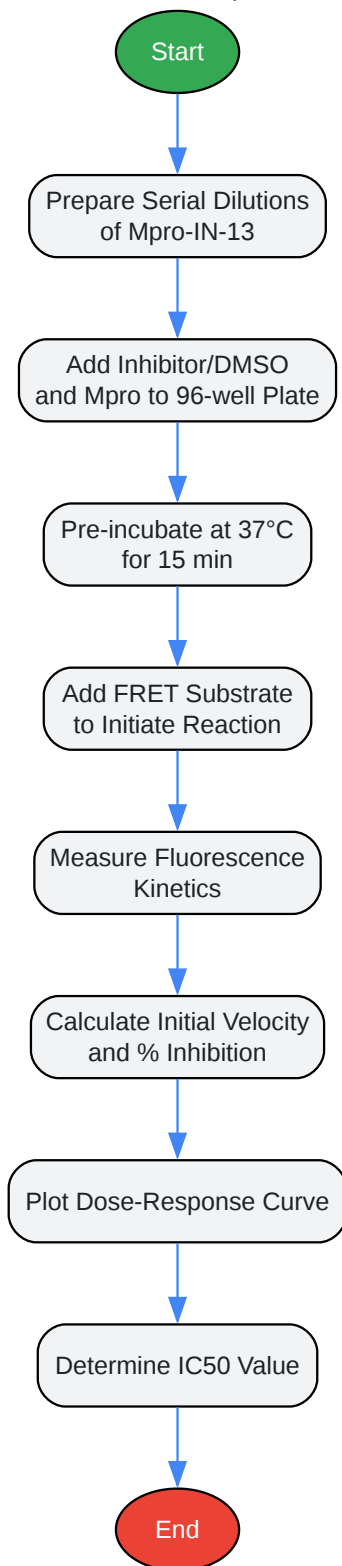 Start
Prepare Serial Dilutions
of Mpro-IN-13
Add Inhibitor/DMSO
and Mpro to 96-well Plate
Pre-incubate at 37°C
for 15 min
Add FRET Substrate
to Initiate Reaction
Measure Fluorescence
Kinetics
Calculate Initial Velocity
and % Inhibition
Plot Dose-Response Curve
Determine IC50 Value
End